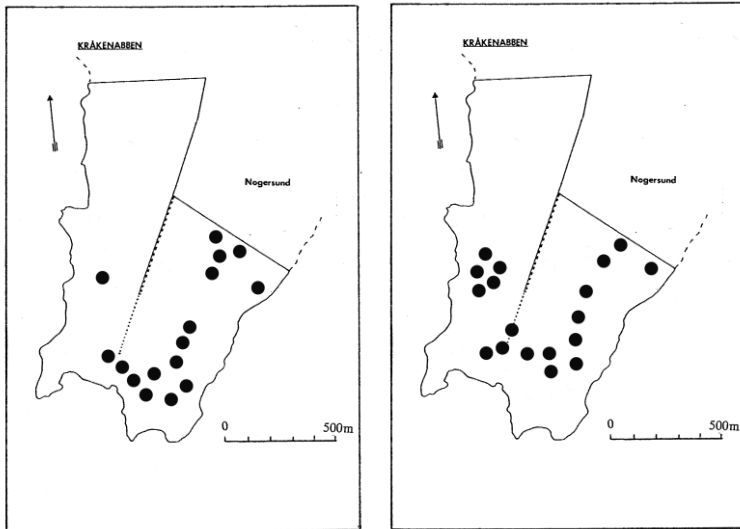 KRÅKENABBEN
Nogersund
0 500m
KRÅKENABBEN
Nogersund
0 500m